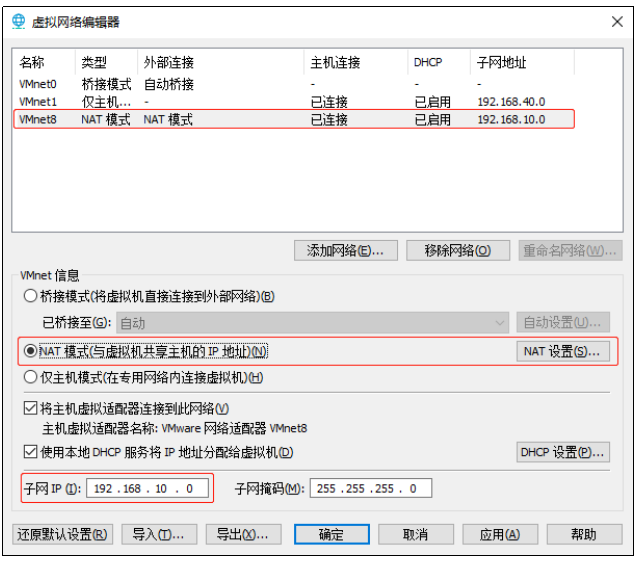 虚拟网络编辑器
名称 类型 外部连接 主机连接 DHCP 子网地址
VMnet0 桥接模式 自动桥接 - - -
VMnet1 仅主机... - 已连接 已启用 192.168.40.0
VMnet8 NAT 模式 NAT 模式 已连接 已启用 192.168.10.0
添加网络(E)... 移除网络(O) 重命名网络(W)...
VMnet 信息
桥接模式(将虚拟机直接连接到外部网络)(B)
已桥接至(G): 自动 自动设置(U)...
NAT 模式(与虚拟机共享主机的 IP 地址)(N) NAT 设置(S)...
仅主机模式(在专用网络内连接虚拟机)(H)
将主机虚拟适配器连接到此网络(V)
主机虚拟适配器名称: VMware 网络适配器 VMnet8
使用本地 DHCP 服务将 IP 地址分配给虚拟机(D) DHCP 设置(P)...
子网 IP (I): 192 . 168 . 10 . 0 子网掩码(M): 255 . 255 . 255 . 0
还原默认设置(R) 导入(T)... 导出(X)... 确定 取消 应用(A) 帮助